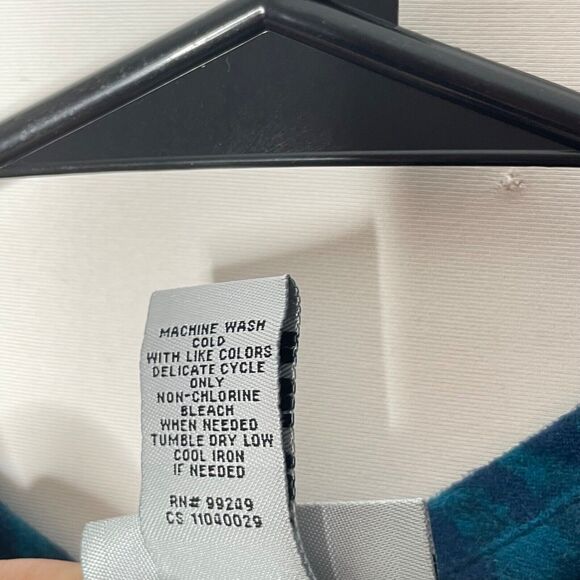 MACHINE WASH
COLD
WITH LIKE COLORS
DELICATE CYCLE
ONLY
NON-CHLORINE
BLEACH
WHEN NEEDED
TUMBLE DRY LOW
COOL IRON
IF NEEDED
RN# 99249
CS 11040029